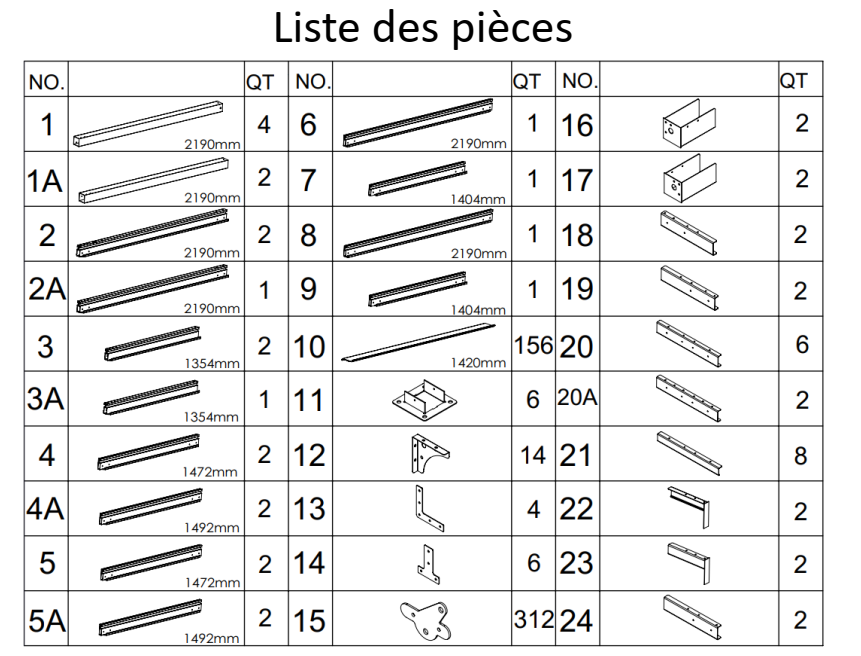 Liste des pièces
NO. QT NO. QT NO. QT
1 2190mm 4 6 2190mm 1 16 2
1A 2190mm 2 7 1404mm 1 17 2
2 2190mm 2 8 2190mm 1 18 2
2A 2190mm 1 9 1404mm 1 19 2
3 1354mm 2 10 1420mm 156 20 6
3A 1354mm 1 11 6 20A 2
4 1472mm 2 12 14 21 8
4A 1492mm 2 13 4 22 2
5 1472mm 2 14 6 23 2
5A 1492mm 2 15 312 24 2